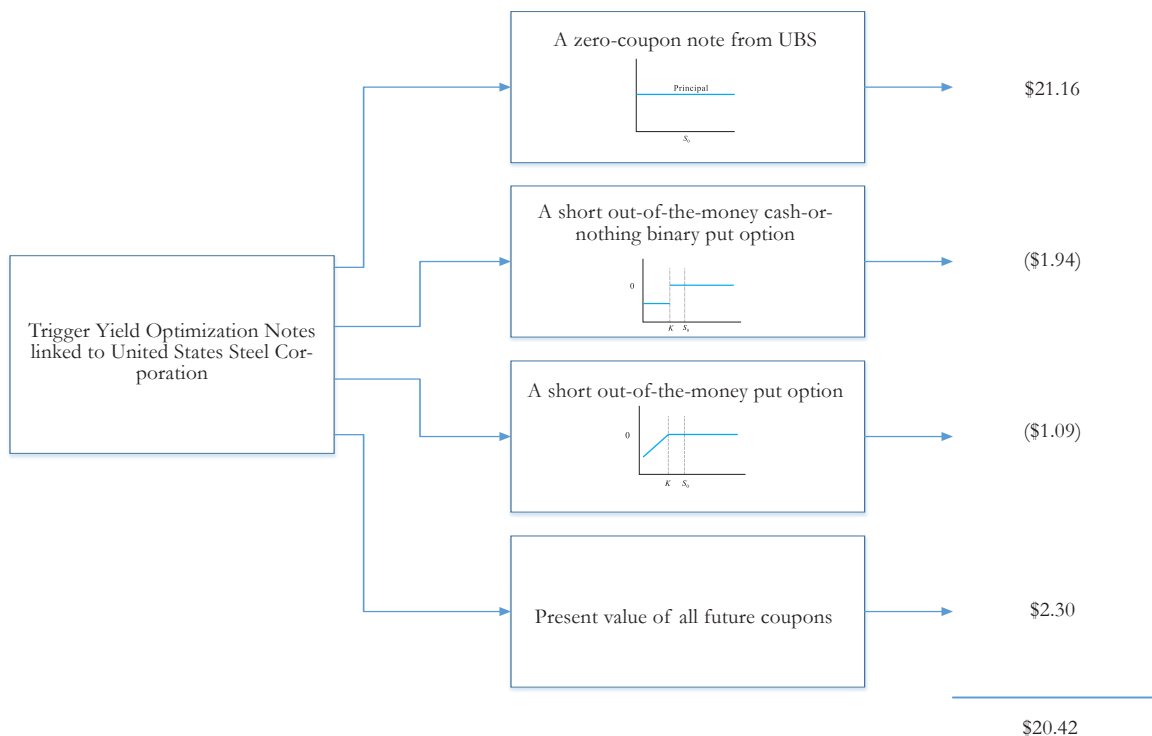 A zero-coupon note from UBS
Principal
S0
$21.16
A short out-of-the-money cash-or-
nothing binary put option
0
K S0
($1.94)
Trigger Yield Optimization Notes
linked to United States Steel Cor-
poration
A short out-of-the-money put option
0
K S0
($1.09)
Present value of all future coupons
$2.30
$20.42